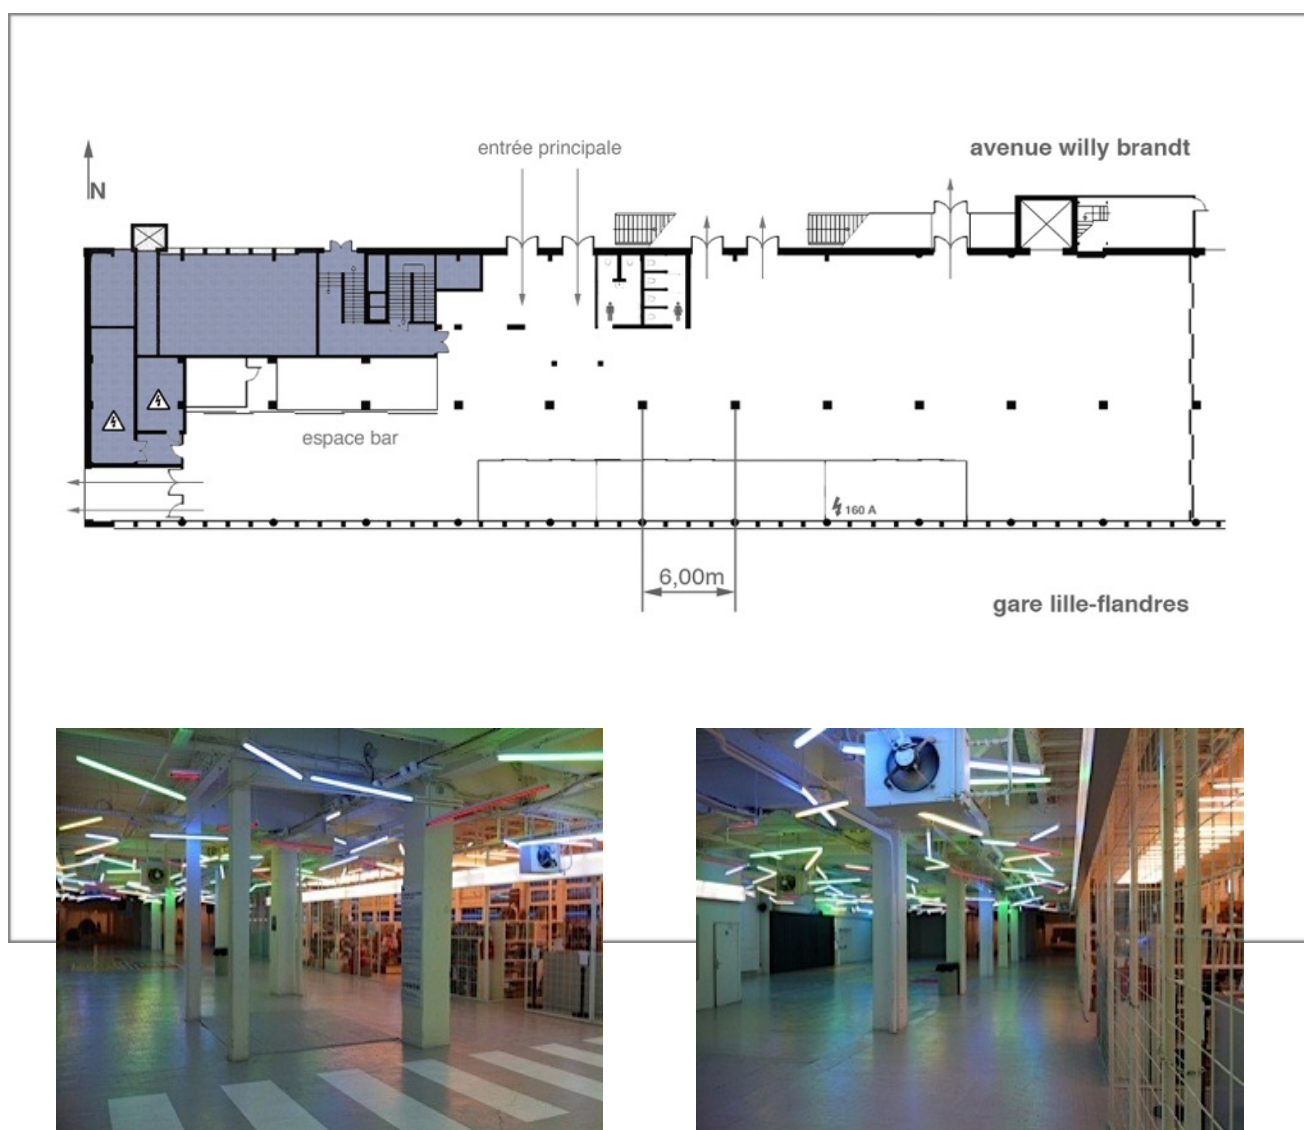 entrée principale
avenue willy brandt
N
espace bar
160 A
6,00m
gare lille-flandres